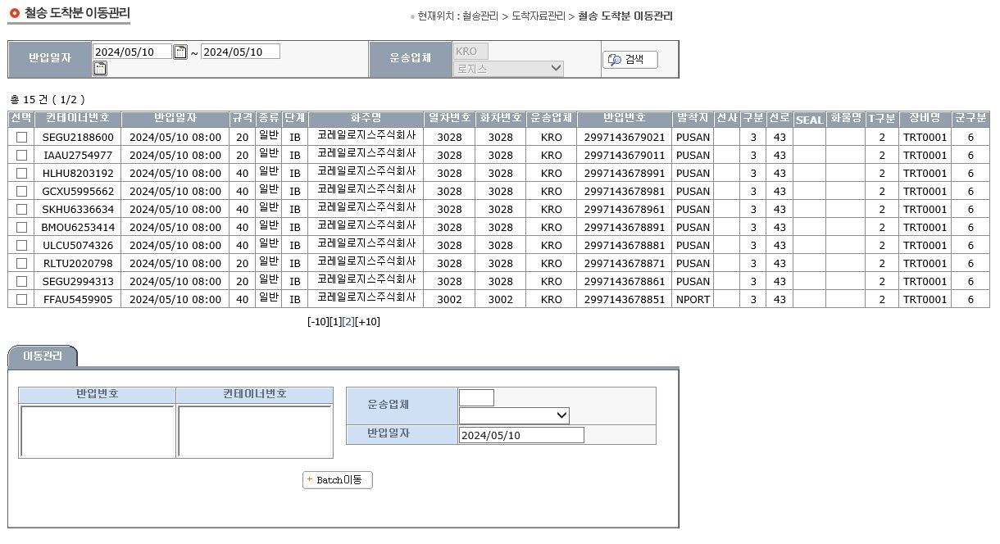 철송 도착분 이동관리
현재위치 : 철송관리 > 도착자료관리 > 철송 도착분 이동관리
반입일자 2024/05/10 ~ 2024/05/10 운송업체 KRO 로지스 검색
총 15 건 ( 1/2 )
선택 컨테이너번호 반입일자 규격 종류 단계 화주명 열차번호 화차번호 운송업체 반입번호 발착지 선사 구분 선로 SEAL 화물명 T구분 장비명 군구분
SEGU2188600 2024/05/10 08:00 20 일반 IB 코레일로지스주식회사 3028 3028 KRO 2997143679021 PUSAN 3 43 2 TRT0001 6
IAAU2754977 2024/05/10 08:00 20 일반 IB 코레일로지스주식회사 3028 3028 KRO 2997143679011 PUSAN 3 43 2 TRT0001 6
HLHU8203192 2024/05/10 08:00 40 일반 IB 코레일로지스주식회사 3028 3028 KRO 2997143678991 PUSAN 3 43 2 TRT0001 6
GCXU5995662 2024/05/10 08:00 40 일반 IB 코레일로지스주식회사 3028 3028 KRO 2997143678981 PUSAN 3 43 2 TRT0001 6
SKHU6336634 2024/05/10 08:00 40 일반 IB 코레일로지스주식회사 3028 3028 KRO 2997143678961 PUSAN 3 43 2 TRT0001 6
BMOU6253414 2024/05/10 08:00 40 일반 IB 코레일로지스주식회사 3028 3028 KRO 2997143678891 PUSAN 3 43 2 TRT0001 6
ULCU5074326 2024/05/10 08:00 40 일반 IB 코레일로지스주식회사 3028 3028 KRO 2997143678881 PUSAN 3 43 2 TRT0001 6
RLTU2020798 2024/05/10 08:00 20 일반 IB 코레일로지스주식회사 3028 3028 KRO 2997143678871 PUSAN 3 43 2 TRT0001 6
SEGU2994313 2024/05/10 08:00 20 일반 IB 코레일로지스주식회사 3028 3028 KRO 2997143678861 PUSAN 3 43 2 TRT0001 6
FFAU5459905 2024/05/10 08:00 40 일반 IB 코레일로지스주식회사 3002 3002 KRO 2997143678851 NPORT 3 43 2 TRT0001 6
[-10][1][2][+10]
이동관리
반입번호 컨테이너번호
운송업체
반입일자 2024/05/10
+ Batch이동